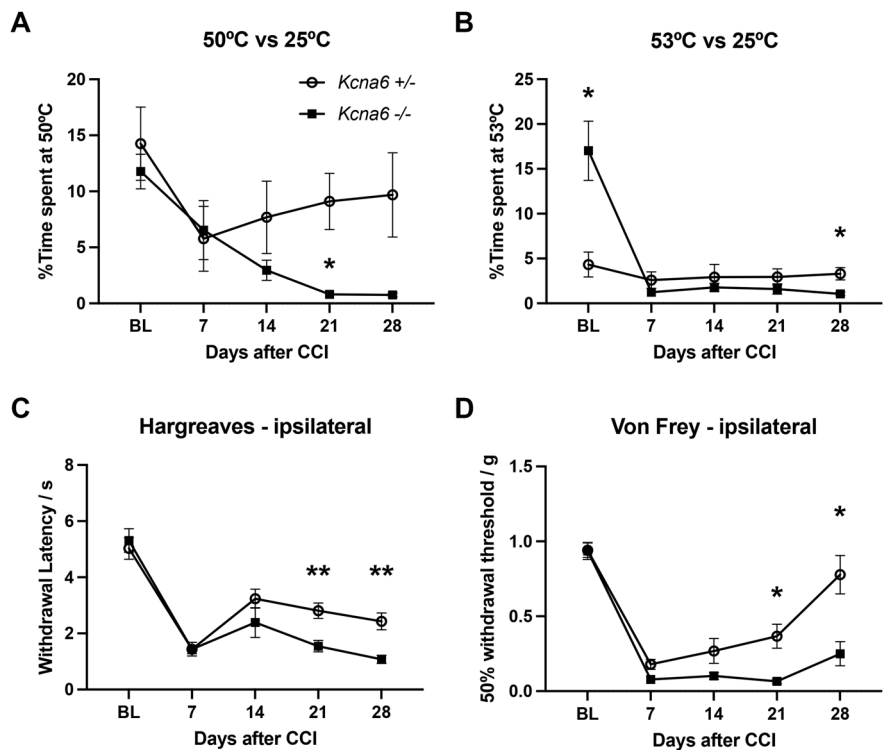 A
50ºC vs 25ºC
%Time spent at 50ºC
20
15
10
5
0
Kcna6 +/-
Kcna6 -/-
*
BL 7 14 21 28
Days after CCI
B
53ºC vs 25ºC
%Time spent at 53ºC
25
20
15
10
5
0
*
*
BL 7 14 21 28
Days after CCI
C
Hargreaves - ipsilateral
Withdrawal Latency / s
8
6
4
2
0
** **
BL 7 14 21 28
Days after CCI
D
Von Frey - ipsilateral
50% withdrawal threshold / g
1.5
1.0
0.5
0.0
*
*
BL 7 14 21 28
Days after CCI